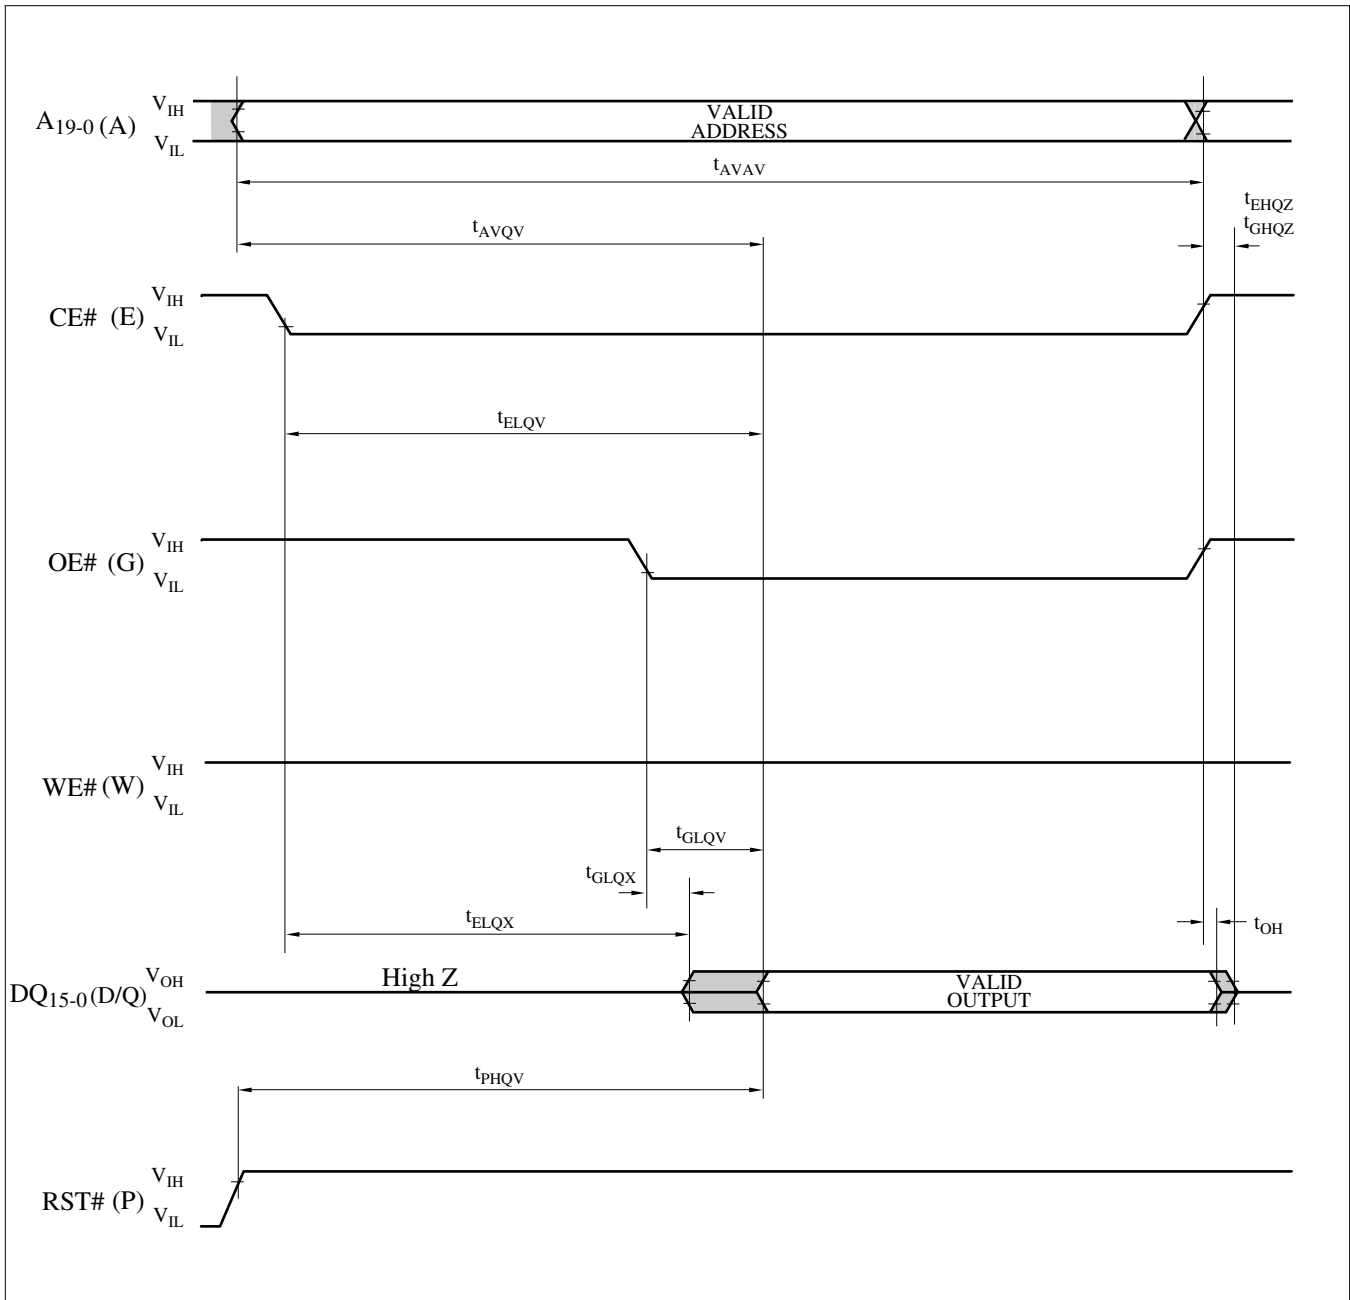 A19-0 (A) VIH VIL
VALID
ADDRESS
tAVAV
tEHQZ
tGHQZ
tAVQV
CE# (E) VIH VIL
tELQV
OE# (G) VIH VIL
WE# (W) VIH VIL
tGLQV
tGLQX
tELQX
tOH
DQ15-0 (D/Q) VOH VOL
High Z
VALID
OUTPUT
tPHQV
RST# (P) VIH VIL